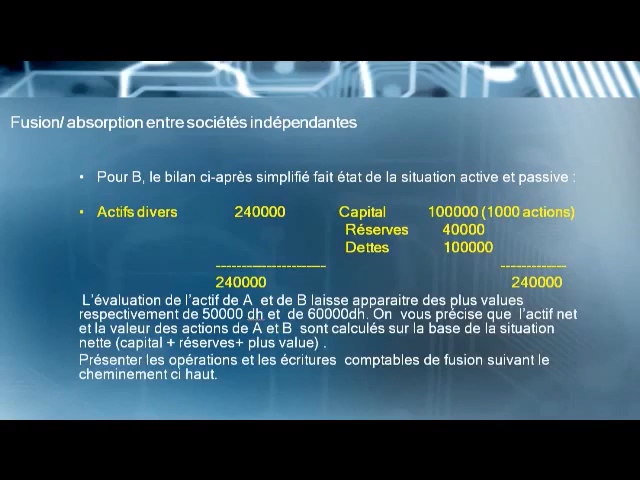 Fusion/ absorption entre sociétés indépendantes
• Pour B, le bilan ci-après simplifié fait état de la situation active et passive :
• Actifs divers 240000 Capital 100000 (1000 actions)
Réserves 40000
Dettes 100000
----------------------- -------------
240000 240000
L'évaluation de l'actif de A et de B laisse apparaitre des plus values
respectivement de 50000 dh et de 60000dh. On vous précise que l'actif net
et la valeur des actions de A et B sont calculés sur la base de la situation
nette (capital + réserves+ plus value) .
Présenter les opérations et les écritures comptables de fusion suivant le
cheminement ci haut.